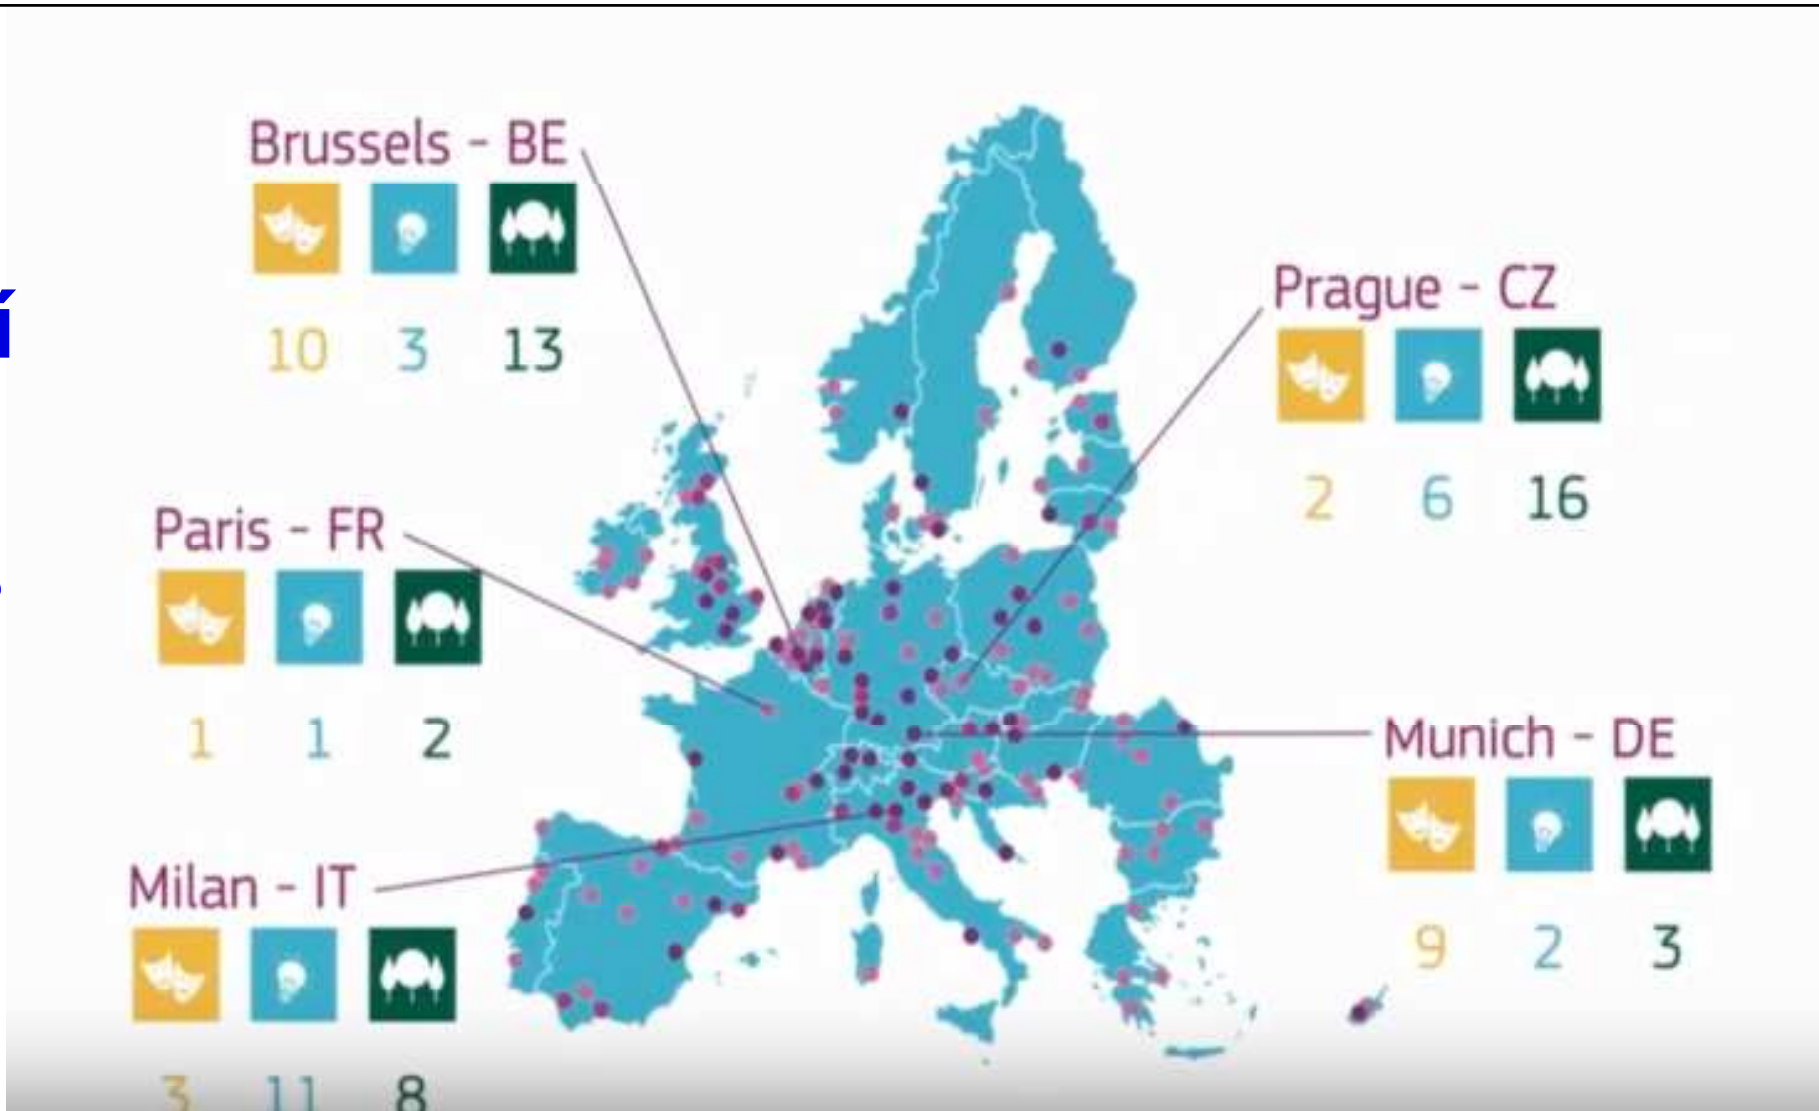 Brussels - BE
10 3 13
Prague - CZ
2 6 16
Paris - FR
1 1 2
Munich - DE
9 2 3
Milan - IT
3 11 8
í